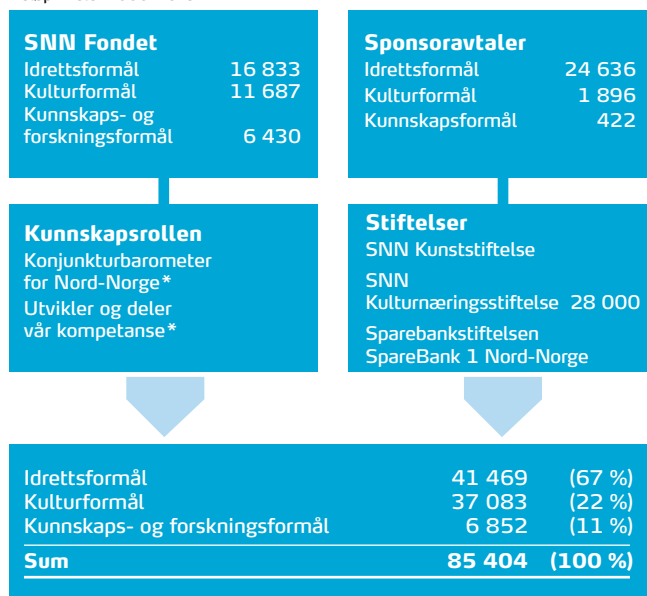 SNN Fondet
Idrettsformål 16 833
Kulturformål 11 687
Kunnskaps- og
forskningsformål 6 430
Sponsoravtaler
Idrettsformål 24 636
Kulturformål 1 896
Kunnskapsformål 422
Kunnskapsrollen
Konjunkturbarometer
for Nord-Norge*
Utvikler og deler
vår kompetanse*
Stiftelser
SNN Kunststiftelse
SNN
Kulturnæringsstiftelse 28 000
Sparebankstiftelsen
SpareBank 1 Nord-Norge
Idrettsformål 41 469 (67 %)
Kulturformål 37 083 (22 %)
Kunnskaps- og forskningsformål 6 852 (11 %)
Sum 85 404 (100 %)